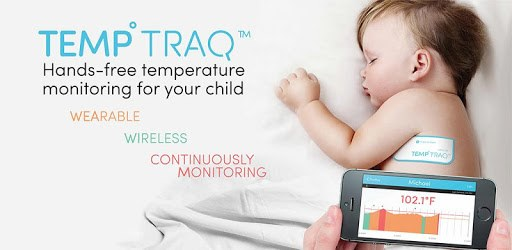 TEMP° TRAQ™
Hands-free temperature
monitoring for your child
WEARABLE
WIRELESS
CONTINUOUSLY
MONITORING
TEMP° TRAQ
Michael
102.1°F